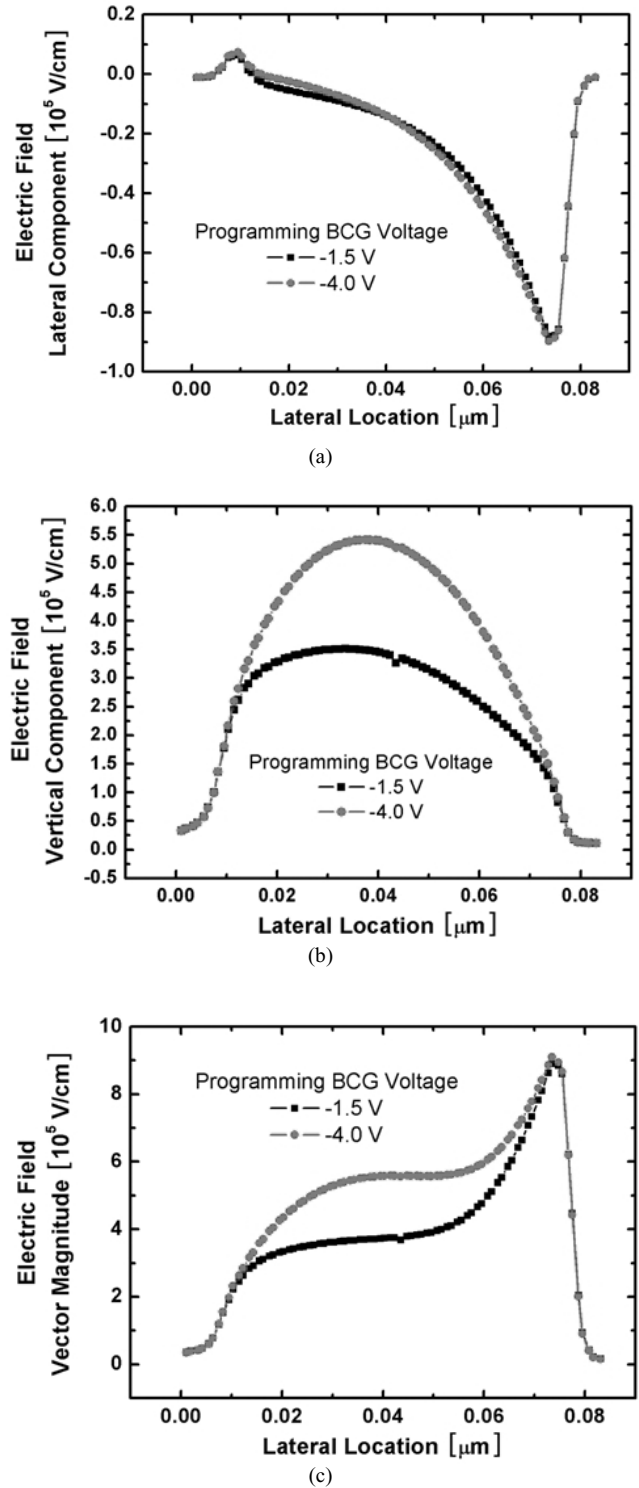 0.2
0.0
-0.2
-0.4
-0.6
-0.8
-1.0
Electric Field
Lateral Component [10⁵ V/cm]
Programming BCG Voltage
-1.5 V
-4.0 V
0.00 0.02 0.04 0.06 0.08
Lateral Location [μm]
(a)
6.0
5.5
5.0
4.5
4.0
3.5
3.0
2.5
2.0
1.5
1.0
0.5
0.0
-0.5
Electric Field
Vertical Component [10⁵ V/cm]
Programming BCG Voltage
-1.5 V
-4.0 V
0.00 0.02 0.04 0.06 0.08
Lateral Location [μm]
(b)
10
8
6
4
2
0
Electric Field
Vector Magnitude [10⁵ V/cm]
Programming BCG Voltage
-1.5 V
-4.0 V
0.00 0.02 0.04 0.06 0.08
Lateral Location [μm]
(c)